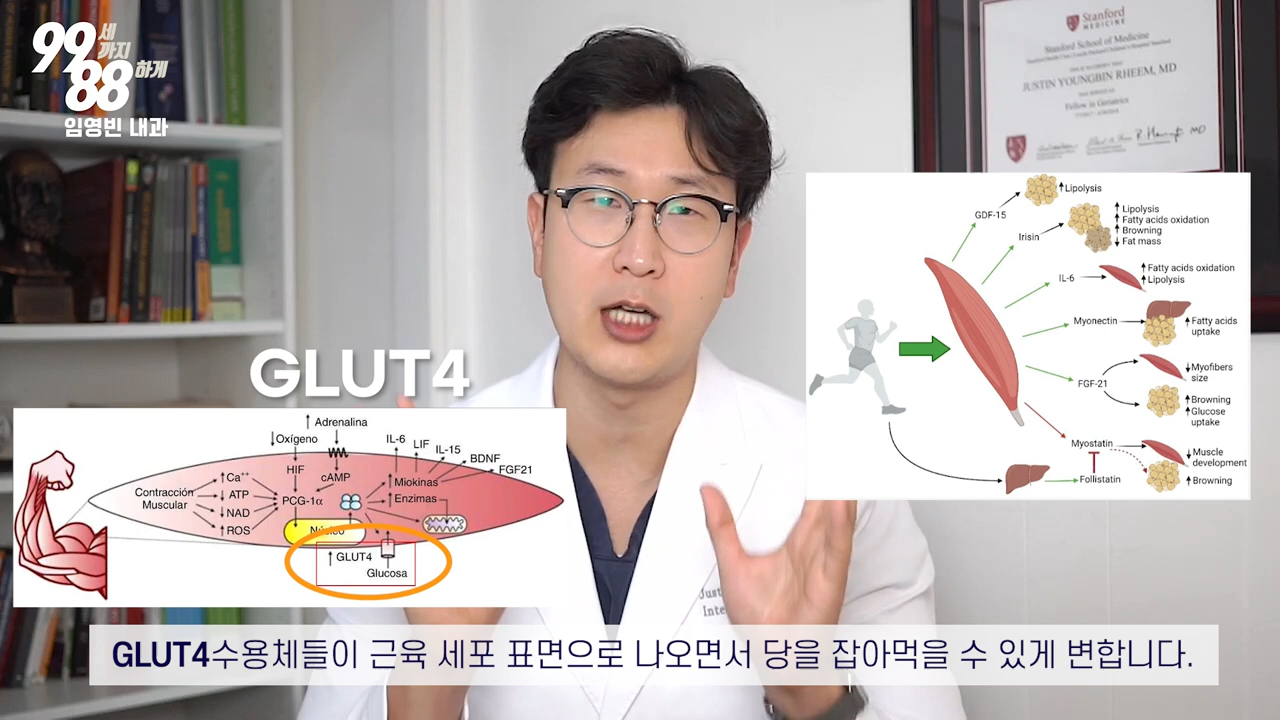 99세까지
88하게
임영빈 내과
Stanford
MEDICINE
Stanford School of Medicine
JUSTIN YOUNGBIN RHEEM, MD
Fellow in Geriatrics
MD
GDF-15
Lipolysis
Irisin
Lipolysis
Fatty acids oxidation
Browning
Fat mass
IL-6
Fatty acids oxidation
Lipolysis
Myonectin
Fatty acids
uptake
FGF-21
Myofibers
size
Browning
Glucose
uptake
Myostatin
Muscle
development
Follistatin
Browning
GLUT4
Adrenalina
Oxígeno
IL-6
LIF
IL-15
BDNF
FGF21
HIF
cAMP
Contracción
Muscular
Ca++
ATP
NAD
ROS
PCG-1α
Miokinas
Enzimas
Núcleo
GLUT4
Glucosa
Just
Inte
GLUT4수용체들이 근육 세포 표면으로 나오면서 당을 잡아먹을 수 있게 변합니다.